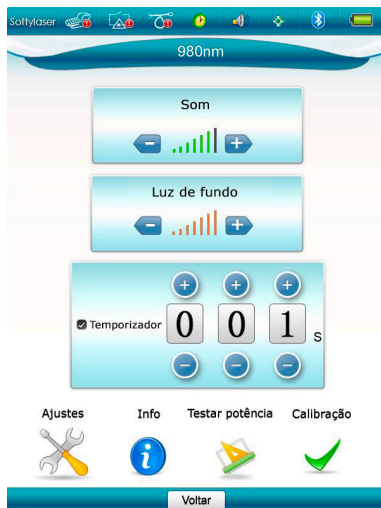 Softylaser
980nm
Som
Luz de fundo
Temporizador 0 0 1 S
Ajustes Info Testar potência Calibração
Voltar